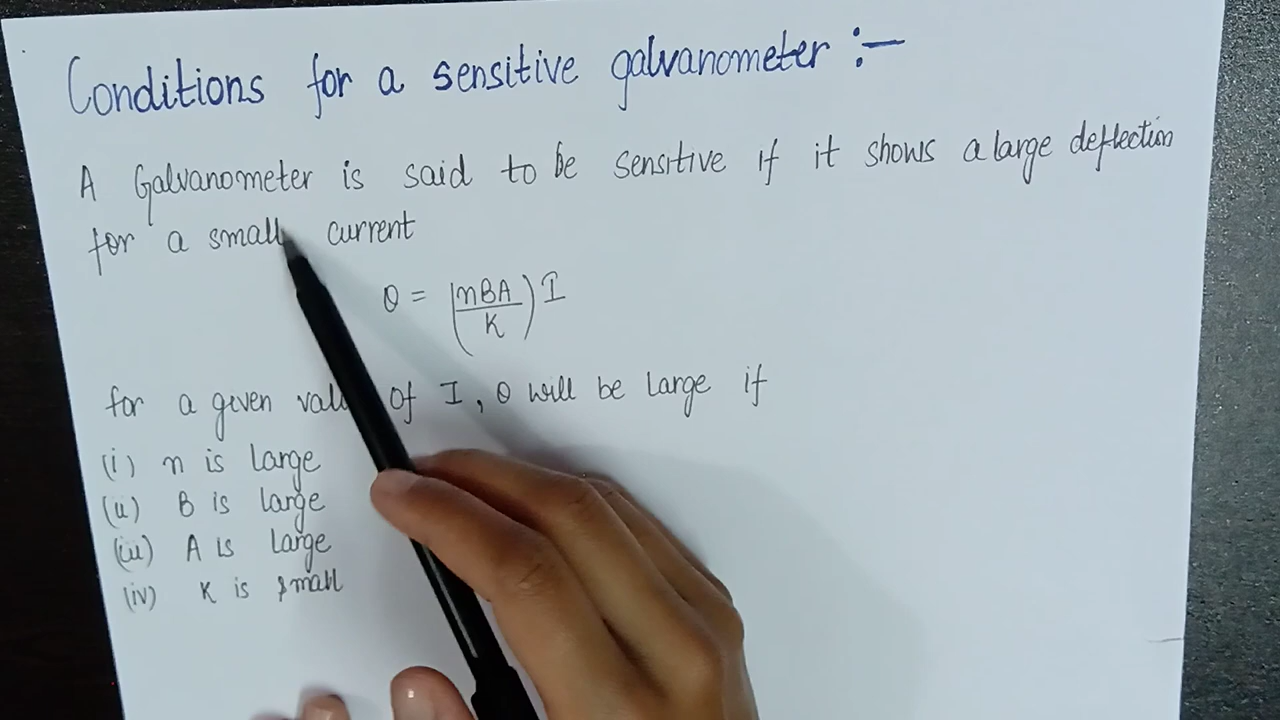 Conditions for a sensitive galvanometer :-
A Galvanometer is said to be sensitive if it shows a large deflection
for a small current
θ = (nBA/K) I
for a given of I, θ will be large if
(i) n is large
(ii) B is large
(iii) A is large
(iv) K is small